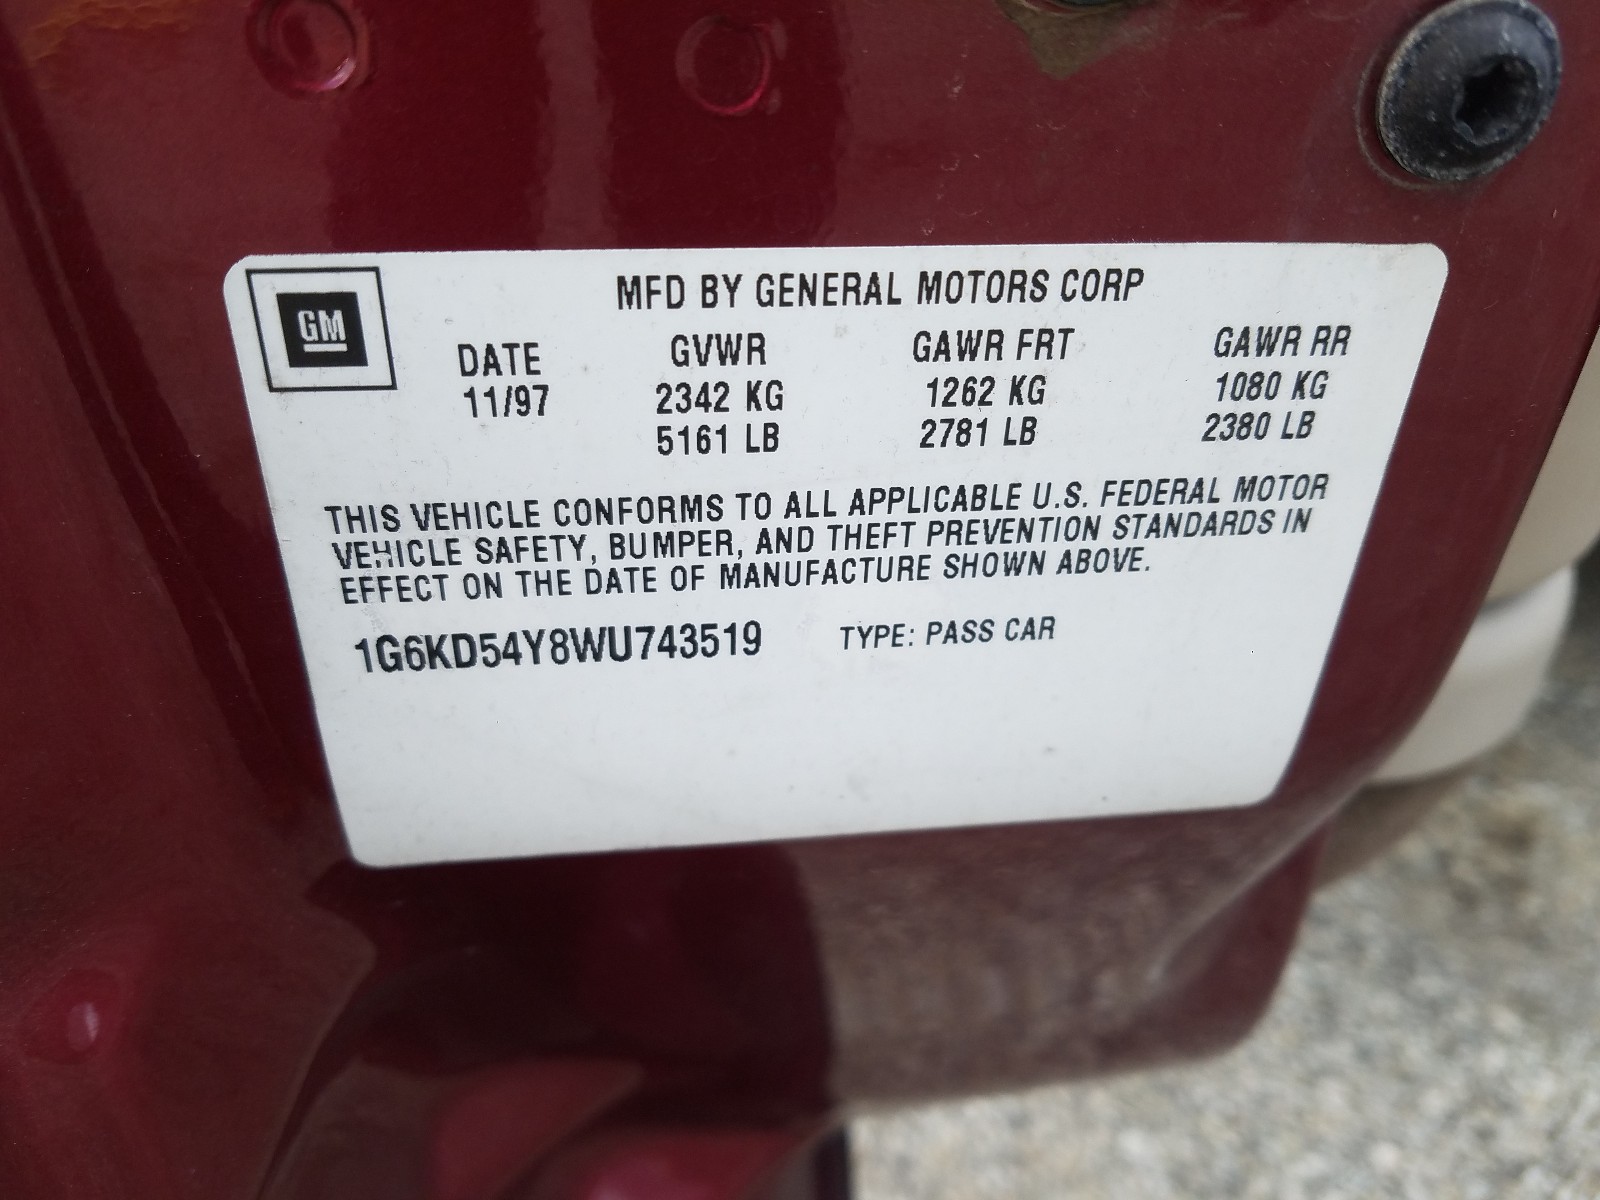 GM
MFD BY GENERAL MOTORS CORP
DATE GVWR GAWR FRT GAWR RR
11/97 2342 KG 1262 KG 1080 KG
5161 LB 2781 LB 2380 LB
THIS VEHICLE CONFORMS TO ALL APPLICABLE U.S. FEDERAL MOTOR
VEHICLE SAFETY, BUMPER, AND THEFT PREVENTION STANDARDS IN
EFFECT ON THE DATE OF MANUFACTURE SHOWN ABOVE.
1G6KD54Y8WU743519 TYPE: PASS CAR